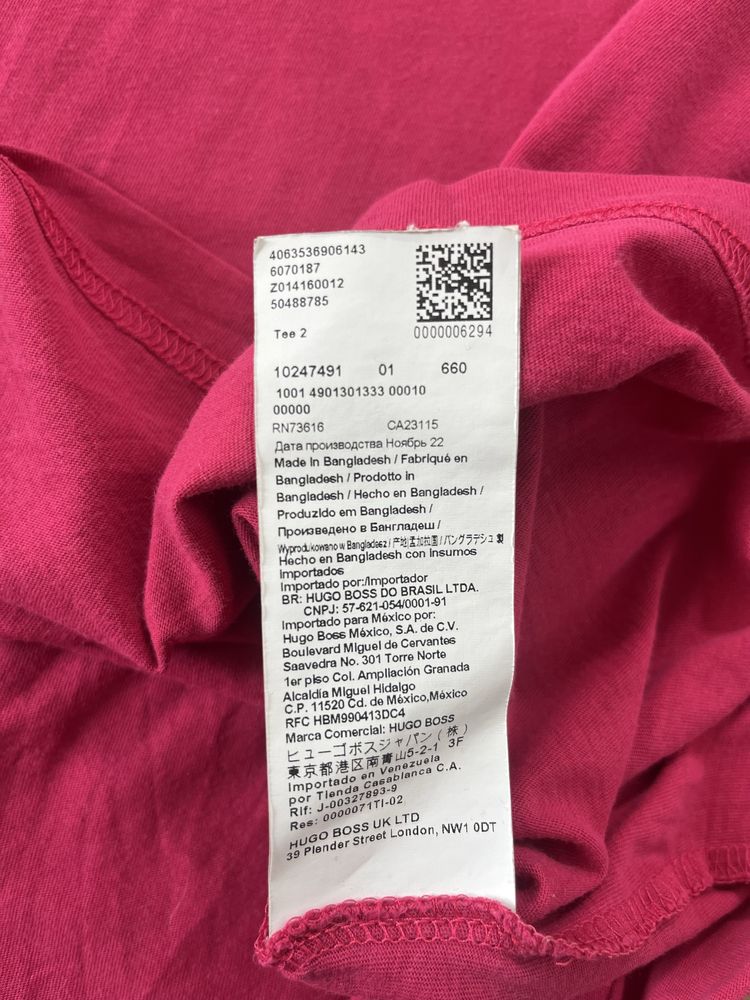 4063536906143
6070187
Z014160012
50488785
Tee 2
0000006294
10247491 01 660
1001 4901301333 00010
00000
RN73616 CA23115
Дата производства Ноябрь 22
Made In Bangladesh / Fabriqué en
Bangladesh / Prodotto in
Bangladesh / Hecho en Bangladesh /
Produzido em Bangladesh /
Произведено в Бангладеш /
Wyprodukowano w Bangladesz / 产地(孟加拉国) / バングラデシュ 製
Hecho en Bangladesh con insumos
importados
Importado por:/Importador
BR: HUGO BOSS DO BRASIL LTDA.
CNPJ: 57-621-054/0001-91
Importado para México por:
Hugo Boss México, S.A. de C.V.
Boulevard Miguel de Cervantes
Saavedra No. 301 Torre Norte
1er piso Col. Ampliación Granada
Alcaldía Miguel Hidalgo
C.P. 11520 Cd. de México,México
RFC HBM990413DC4
Marca Comercial: HUGO BOSS
ヒューゴボスジャパン(株)
東京都港区南青山5-2-1 3F
Importado en Venezuela
por Tienda Casablanca C.A.
Rif: J-00327893-9
Res: 0000071TI-02
HUGO BOSS UK LTD
39 Plender Street London, NW1 0DT